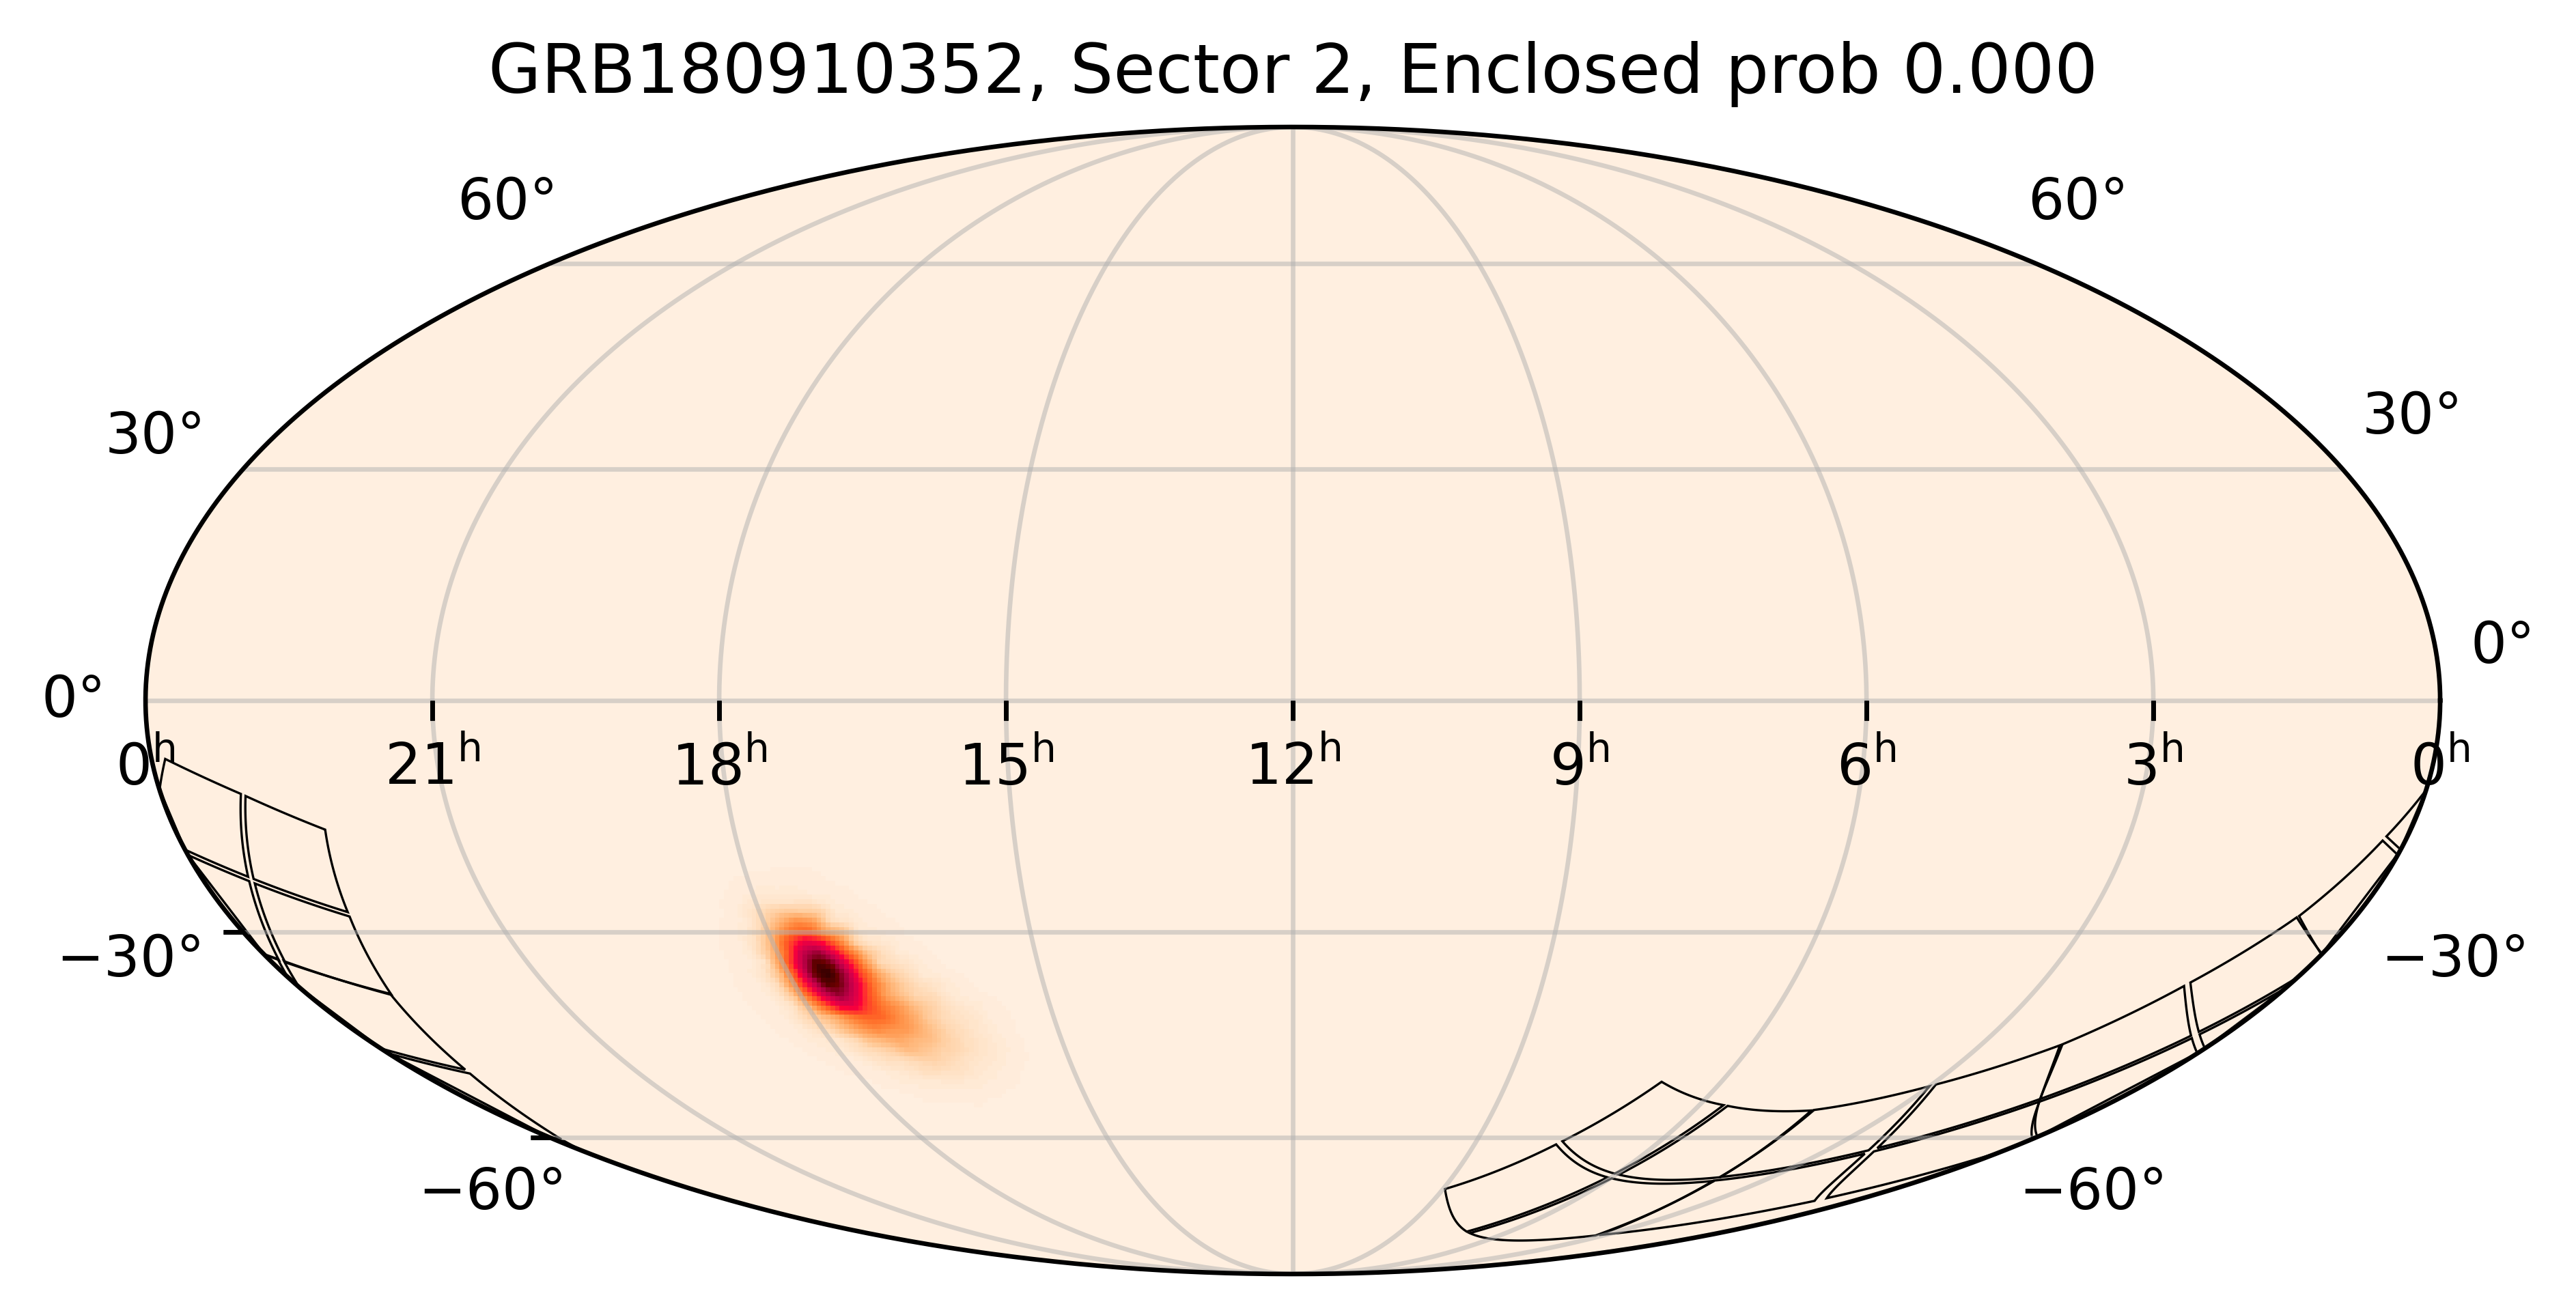 GRB180910352, Sector 2, Enclosed prob 0.000
60° 60°
30° 30°
0° 0°
0ʰ 21ʰ 18ʰ 15ʰ 12ʰ 9ʰ 6ʰ 3ʰ 0ʰ
−30° −30°
−60° −60°